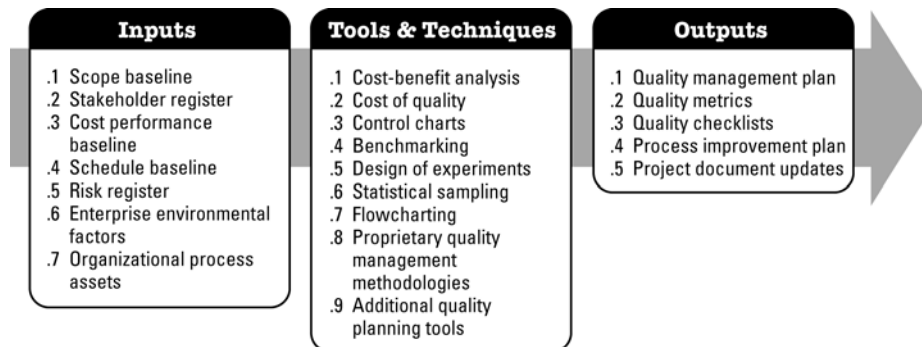 Inputs
.1 Scope baseline
.2 Stakeholder register
.3 Cost performance
baseline
.4 Schedule baseline
.5 Risk register
.6 Enterprise environmental
factors
.7 Organizational process
assets
Tools & Techniques
.1 Cost-benefit analysis
.2 Cost of quality
.3 Control charts
.4 Benchmarking
.5 Design of experiments
.6 Statistical sampling
.7 Flowcharting
.8 Proprietary quality
management
methodologies
.9 Additional quality
planning tools
Outputs
.1 Quality management plan
.2 Quality metrics
.3 Quality checklists
.4 Process improvement plan
.5 Project document updates